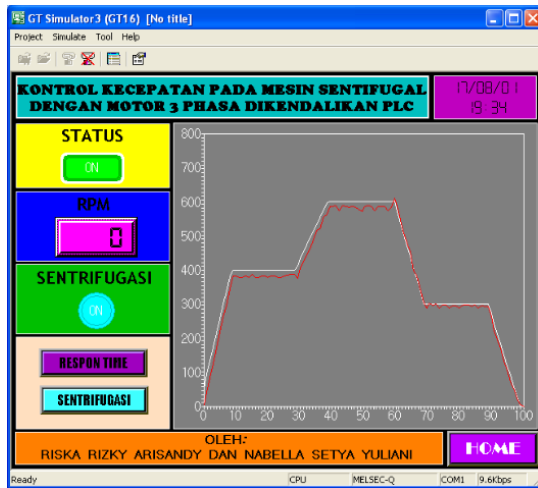 GT Simulator3 (GT16) [No title]
Project Simulate Tool Help
KONTROL KECEPATAN PADA MESIN SENTIFUGAL
DENGAN MOTOR 3 PHASA DIKENDALIKAN PLC
17/08/01
19:34
STATUS
ON
RPM
0
SENTRIFUGASI
ON
RESPON TIME
SENTRIFUGASI
800
700
600
500
400
300
200
100
0
0 10 20 30 40 50 60 70 80 90 100
OLEH:
RISKA RIZKY ARISANDY DAN NABELLA SETYA YULIANI
HOME
Ready CPU MELSEC-Q COM1 9.6Kbps